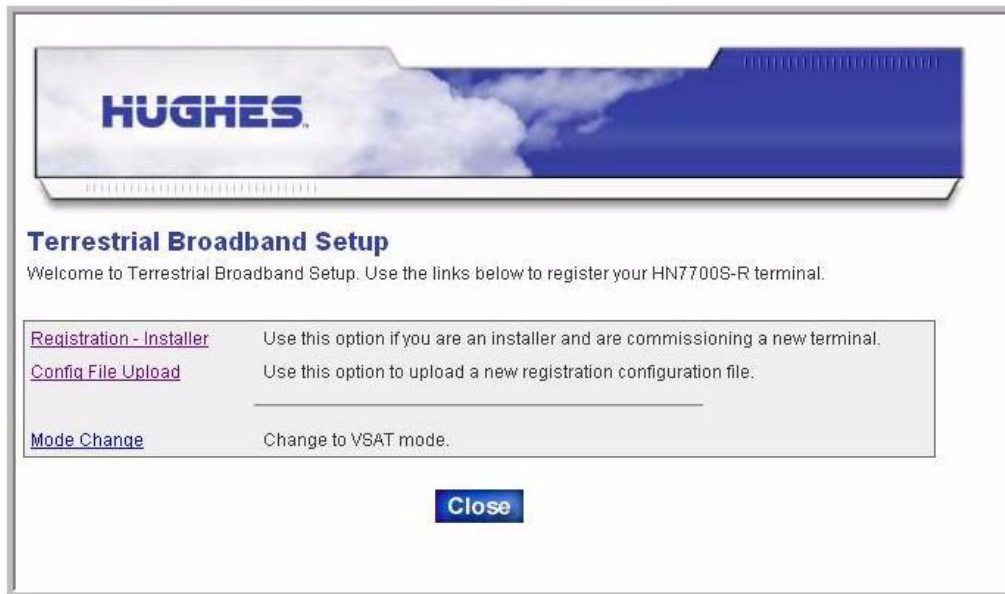 HUGHES
Terrestrial Broadband Setup
Welcome to Terrestrial Broadband Setup. Use the links below to register your HN7700S-R terminal.
Registration - Installer Use this option if you are an installer and are commissioning a new terminal.
Config File Upload Use this option to upload a new registration configuration file.
Mode Change Change to VSAT mode.
Close